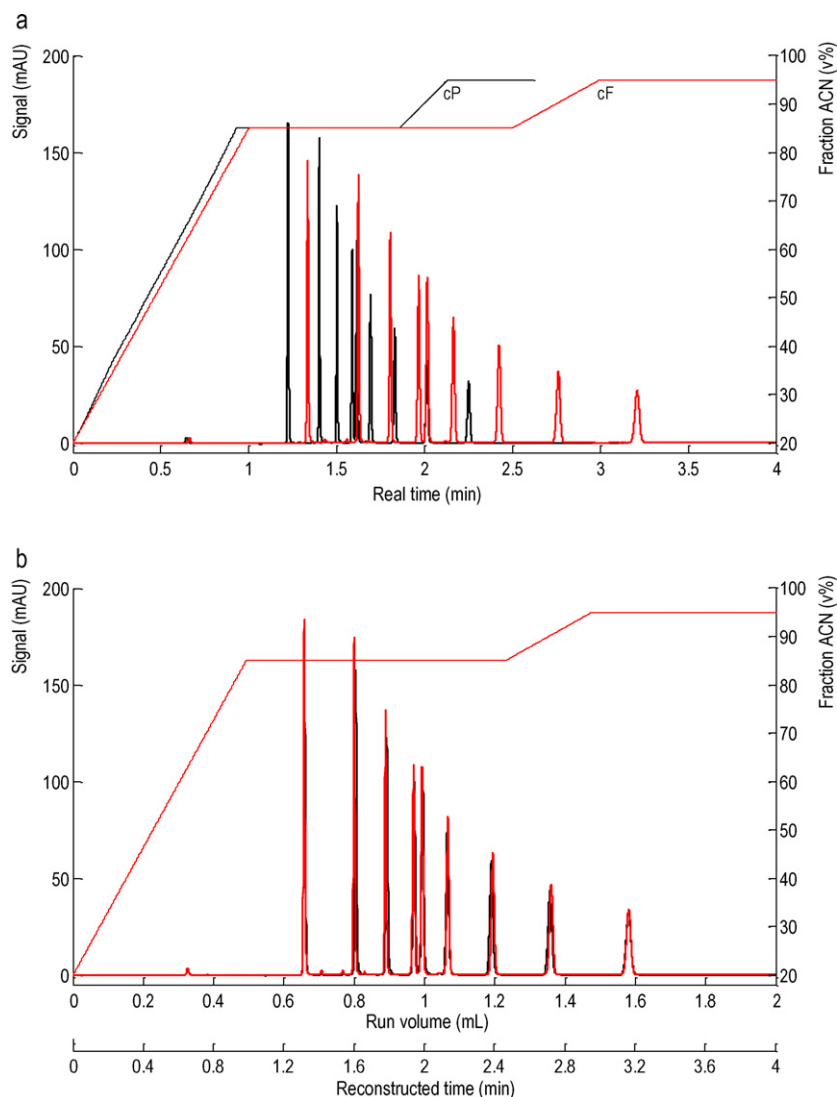 a
Signal (mAU)
Fraction ACN (v%)
200
150
100
50
0
100
90
80
70
60
50
40
30
20
cP
cF
0 0.5 1 1.5 2 2.5 3 3.5 4
Real time (min)
b
Signal (mAU)
Fraction ACN (v%)
200
150
100
50
0
100
90
80
70
60
50
40
30
20
0 0.2 0.4 0.6 0.8 1 1.2 1.4 1.6 1.8 2
Run volume (mL)
0 0.4 0.4 0.6 1.2 1.6 2 2.4 2.8 3.2 3.6 4
Reconstructed time (min)